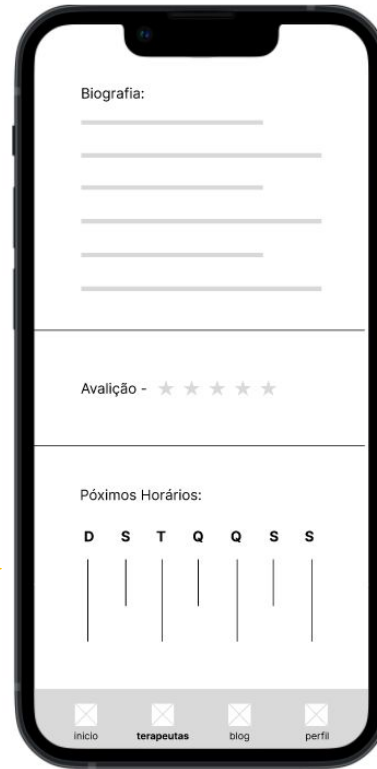 Biografia:
Avalição -
Póximos Horários:
D S T Q Q S S
inicio terapeutas blog perfil